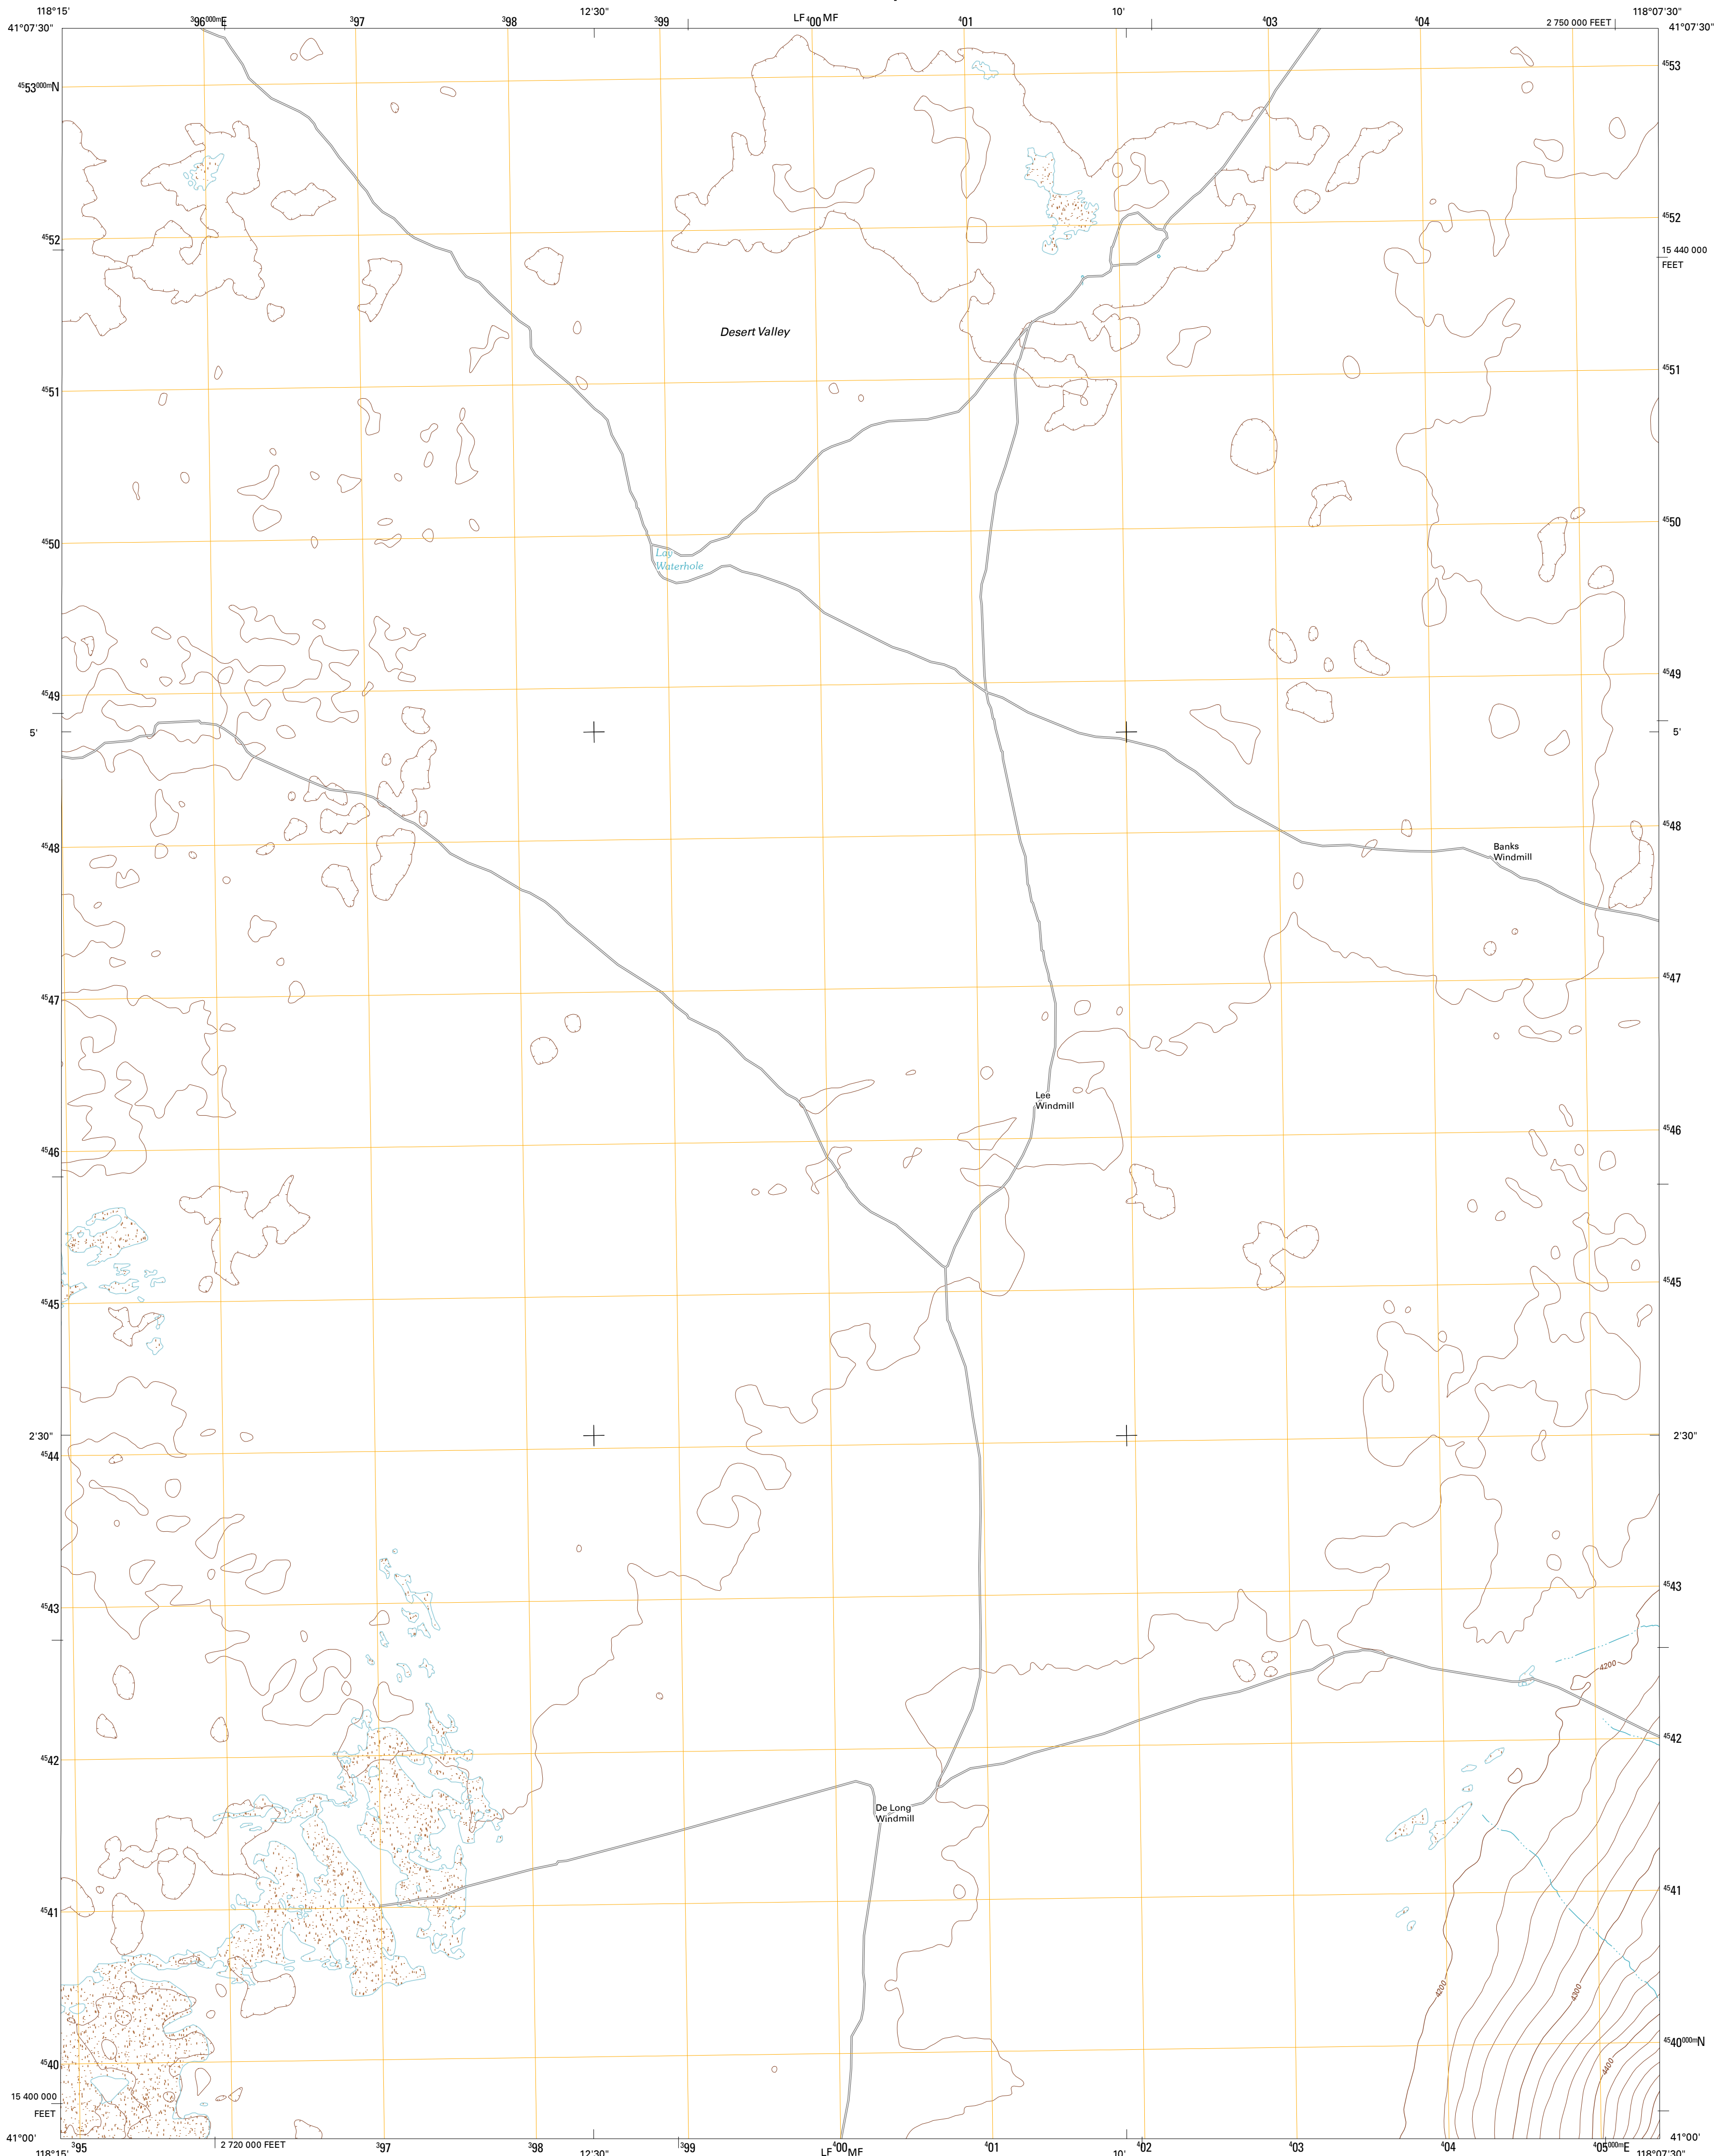 118°15' ³96⁰⁰⁰ᵐE ³97 ³98 12'30" ³99 LF ⁴00 MF ⁴01 10' ⁴03 ⁴04 2 750 000 FEET 118°07'30"
41°07'30" 41°07'30"
⁴⁵53⁰⁰⁰ᵐN ⁴⁵53
⁴⁵52 ⁴⁵52
15 440 000
FEET
Desert Valley
⁴⁵51 ⁴⁵51
⁴⁵50 ⁴⁵50
Lay
Waterhole
⁴⁵49 ⁴⁵49
5' 5'
⁴⁵48 ⁴⁵48
Banks
Windmill
⁴⁵47 ⁴⁵47
Lee
Windmill
⁴⁵46 ⁴⁵46
⁴⁵45 ⁴⁵45
2'30" 2'30"
⁴⁵44
⁴⁵43 ⁴⁵43
4200
⁴⁵42 ⁴⁵42
De Long
Windmill
⁴⁵41 ⁴⁵41
4200 4300
⁴⁵40 ⁴⁵40⁰⁰⁰ᵐN
4400
15 400 000
FEET
41°00' 41°00'
118°15' ³95 2 720 000 FEET ³97 ³98 12'30" ³99 LF ⁴00 MF ⁴01 10' ⁴02 ⁴03 ⁴04 ⁴05⁰⁰⁰ᵐE 118°07'30"